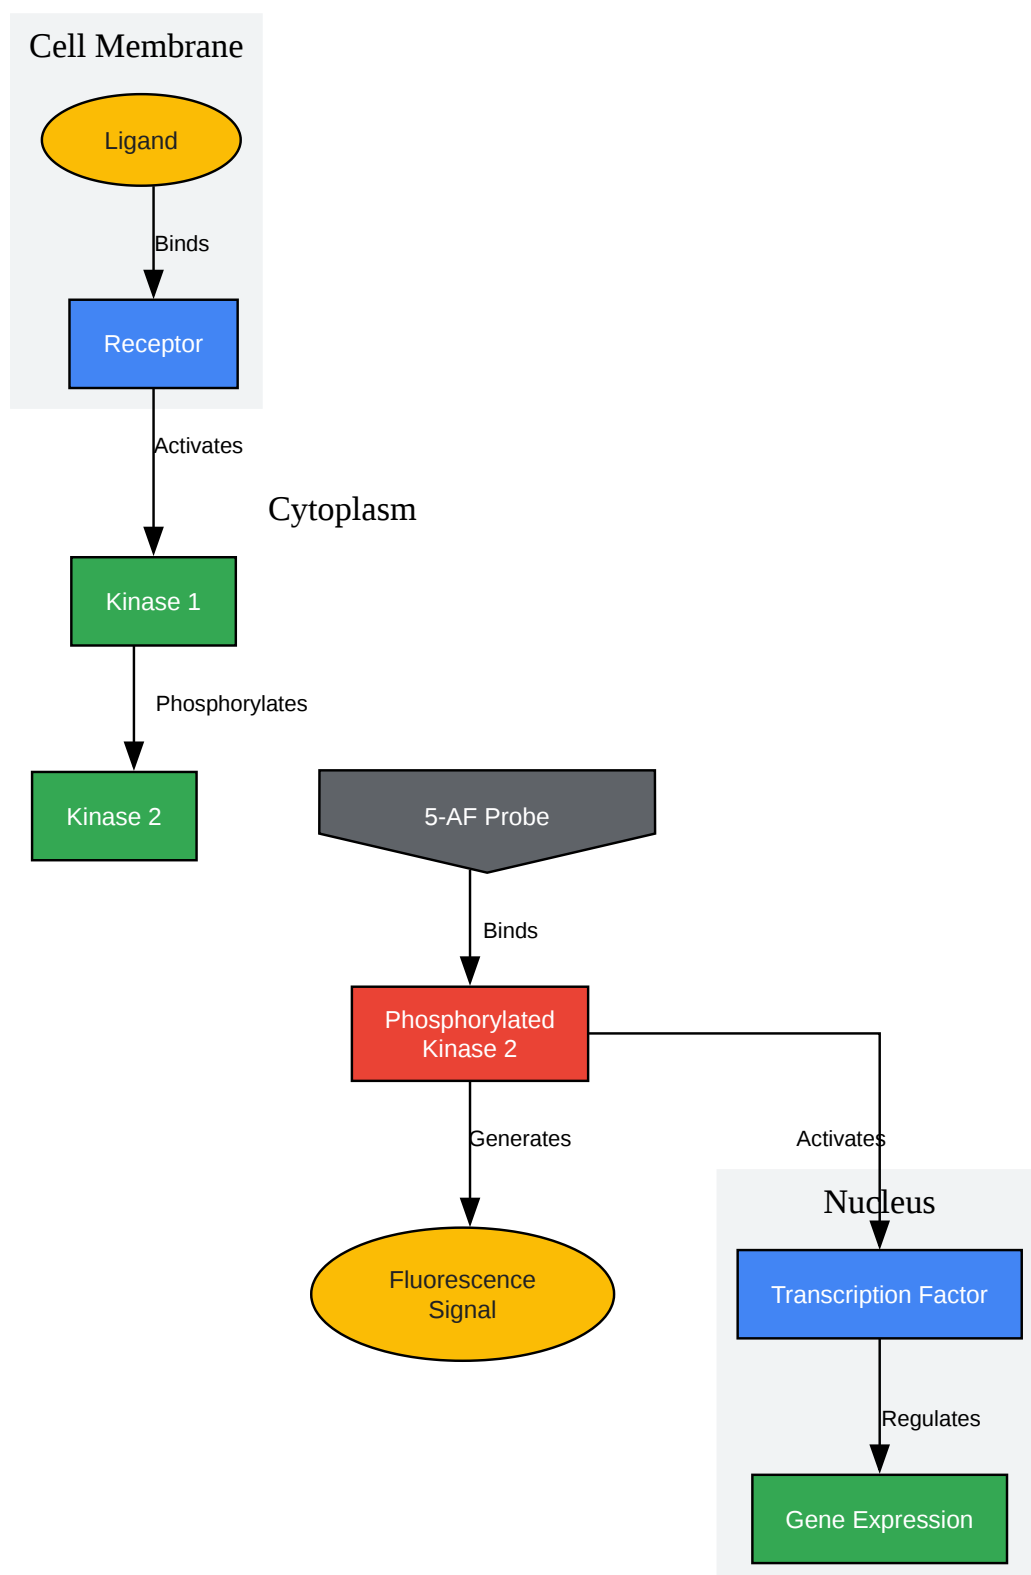 Cell Membrane
Ligand
Binds
Receptor
Activates
Cytoplasm
Kinase 1
Phosphorylates
Kinase 2
5-AF Probe
Binds
Phosphorylated
Kinase 2
Generates
Activates
Nucleus
Fluorescence
Signal
Transcription Factor
Regulates
Gene Expression